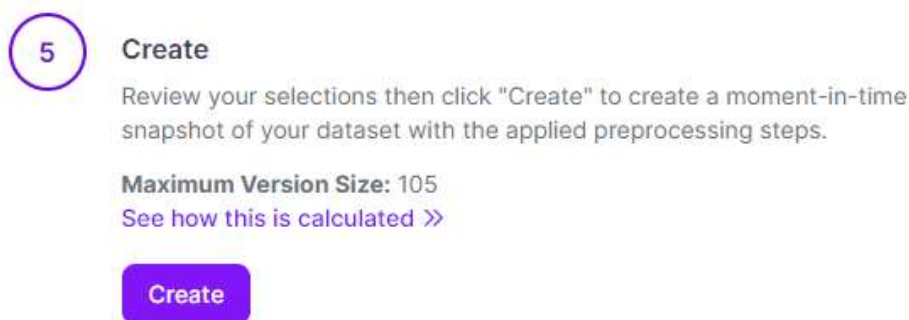 5
Create
Review your selections then click "Create" to create a moment-in-time
snapshot of your dataset with the applied preprocessing steps.
Maximum Version Size: 105
See how this is calculated »
Create